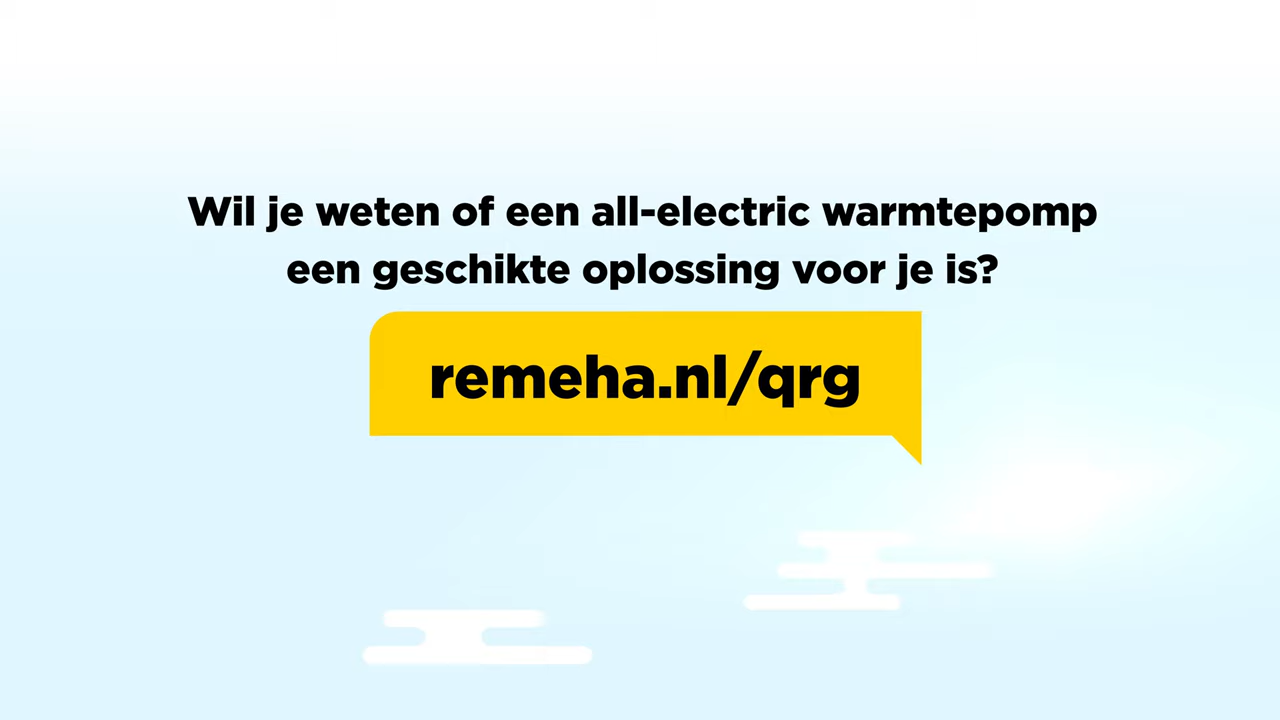 Wil je weten of een all-electric warmtepomp
een geschikte oplossing voor je is?
remeha.nl/qrg